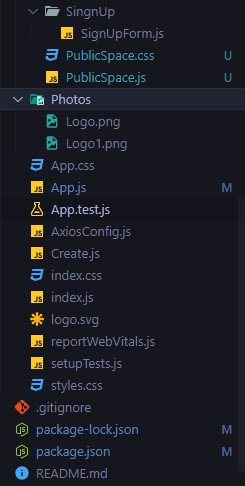 SingnUp
SignUpForm.js
PublicSpace.css U
PublicSpace.js U
Photos
Logo.png
Logo1.png
App.css
App.js M
App.test.js
AxiosConfig.js
Create.js
index.css
index.js
logo.svg
reportWebVitals.js
setupTests.js
styles.css
.gitignore
package-lock.json M
package.json M
README.md